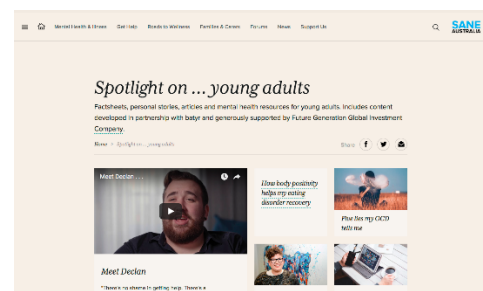 Mental Health & Illness Get Help Roads to Wellness Families & Carers Forums News Support Us
SANE
AUSTRALIA
Spotlight on ... young adults
Factsheets, personal stories, articles and mental health resources for young adults. Includes content
developed in partnership with batyr and generously supported by Future Generation Global Investment
Company.
Home > Spotlight on ... young adults
Share
Meet Declan . . .
How body positivity
helps my eating
disorder recovery
Five lies my OCD
tells me
Meet Declan
"There's no shame in getting help. There's a